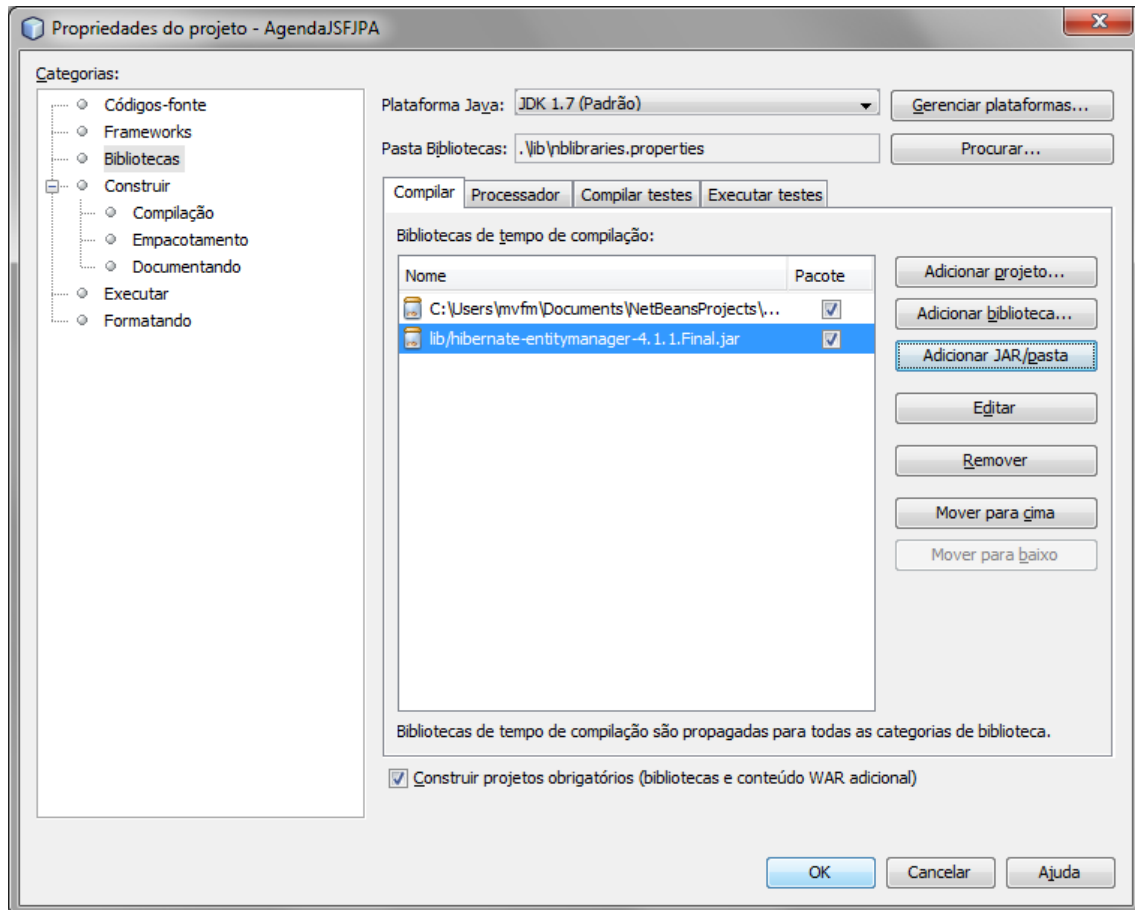 Propriedades do projeto - AgendaJSFJPA
Categorias:
Códigos-fonte
Frameworks
Bibliotecas
Construir
Compilação
Empacotamento
Documentando
Executar
Formatando
Plataforma Java: JDK 1.7 (Padrão) Gerenciar plataformas...
Pasta Bibliotecas: .\lib\nblibraries.properties Procurar...
Compilar Processador Compilar testes Executar testes
Bibliotecas de tempo de compilação:
Nome Pacote
C:\Users\mvfm\Documents\NetBeansProjects\...
lib/hibernate-entitymanager-4.1.1.Final.jar
Adicionar projeto...
Adicionar biblioteca...
Adicionar JAR/pasta
Editar
Remover
Mover para cima
Mover para baixo
Bibliotecas de tempo de compilação são propagadas para todas as categorias de biblioteca.
Construir projetos obrigatórios (bibliotecas e conteúdo WAR adicional)
OK Cancelar Ajuda